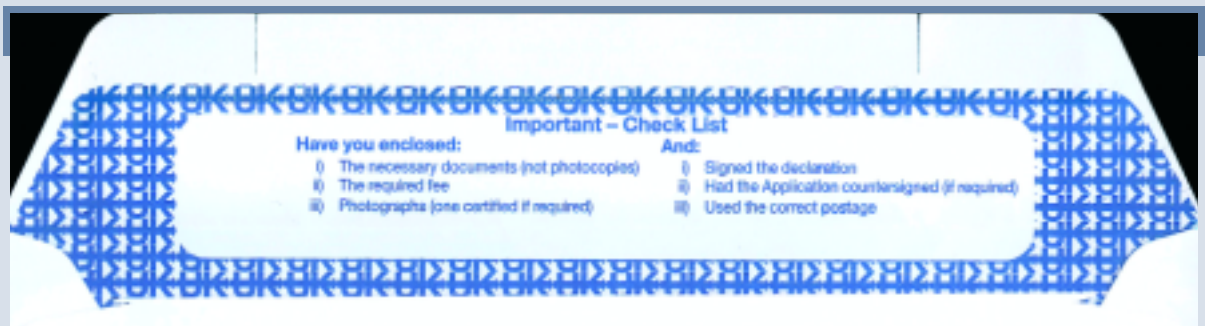 Important – Check List
Have you enclosed:
i) The necessary documents (not photocopies)
ii) The required fee
iii) Photographs (one certified if required)
And:
i) Signed the declaration
ii) Had the Application countersigned (if required)
iii) Used the correct postage